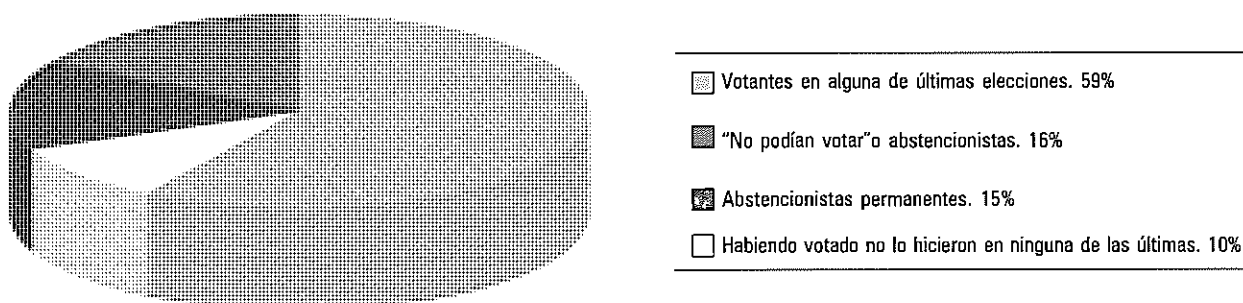 Votantes en alguna de últimas elecciones. 59%
"No podían votar"o abstencionistas. 16%
Abstencionistas permanentes. 15%
Habiendo votado no lo hicieron en ninguna de las últimas. 10%